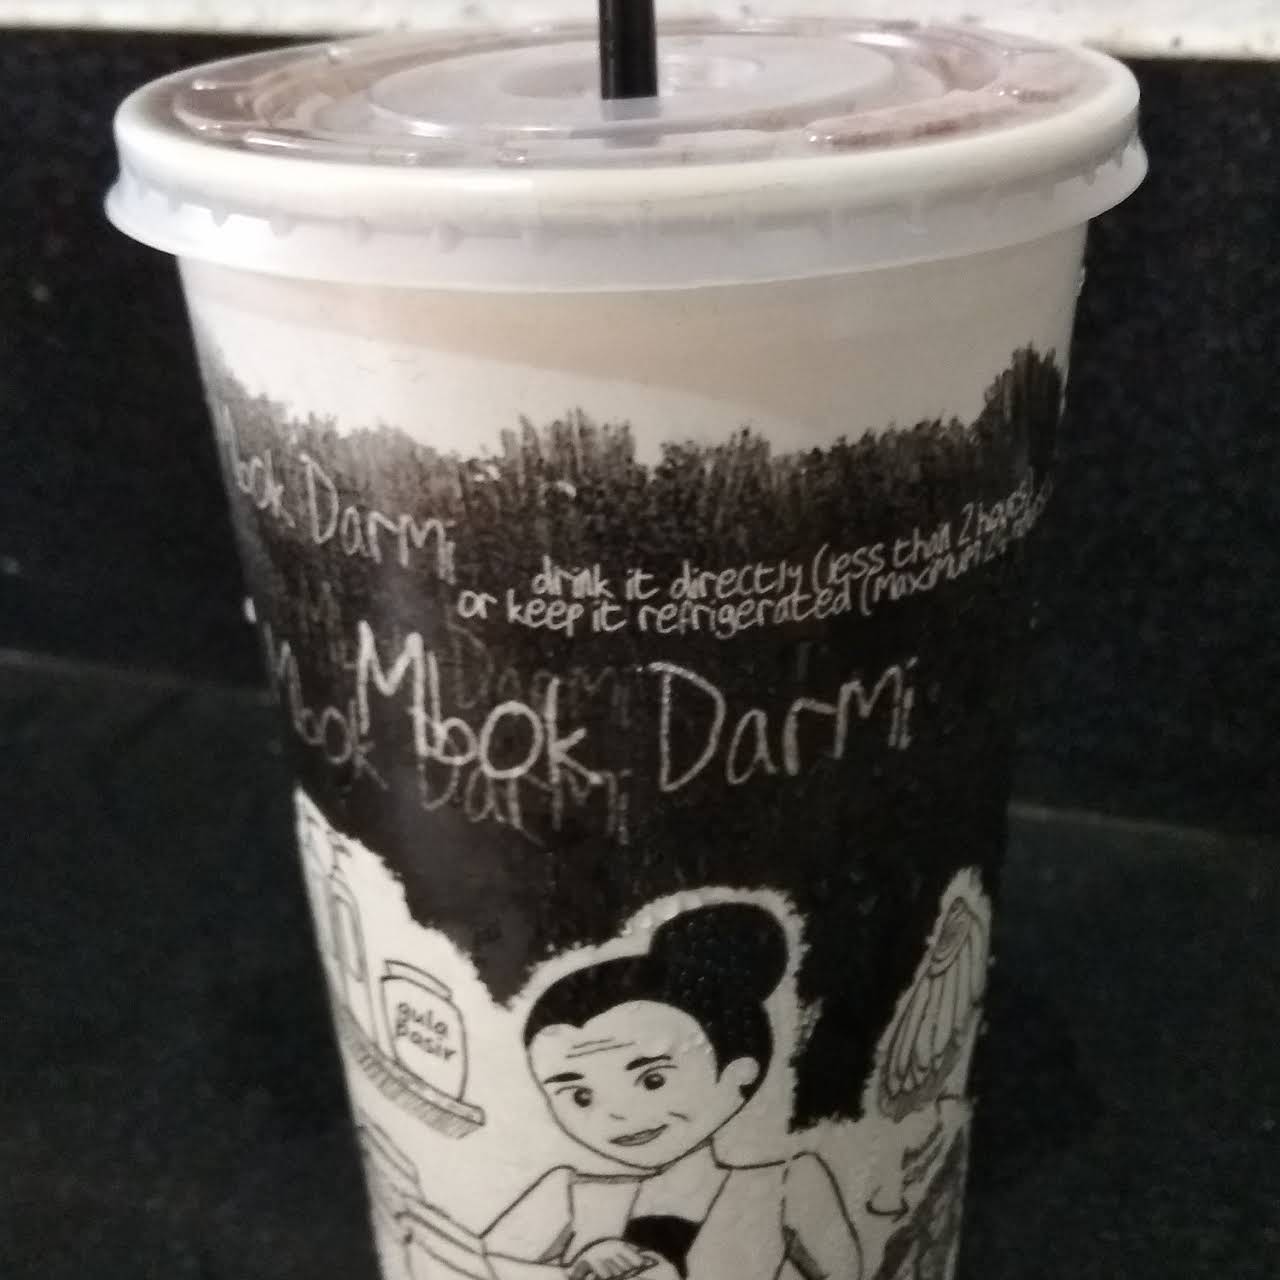 Mbok Darmi
drink it directly (less than 2 hours)
or keep it refrigerated (maximum
Mbok Darmi
Mbok Darmi
gula
Pasir